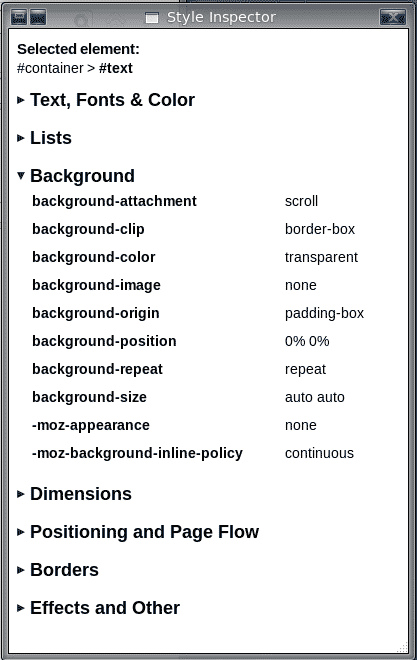 Style Inspector
Selected element:
#container > #text
Text, Fonts & Color
Lists
Background
background-attachment scroll
background-clip border-box
background-color transparent
background-image none
background-origin padding-box
background-position 0% 0%
background-repeat repeat
background-size auto auto
-moz-appearance none
-moz-background-inline-policy continuous
Dimensions
Positioning and Page Flow
Borders
Effects and Other